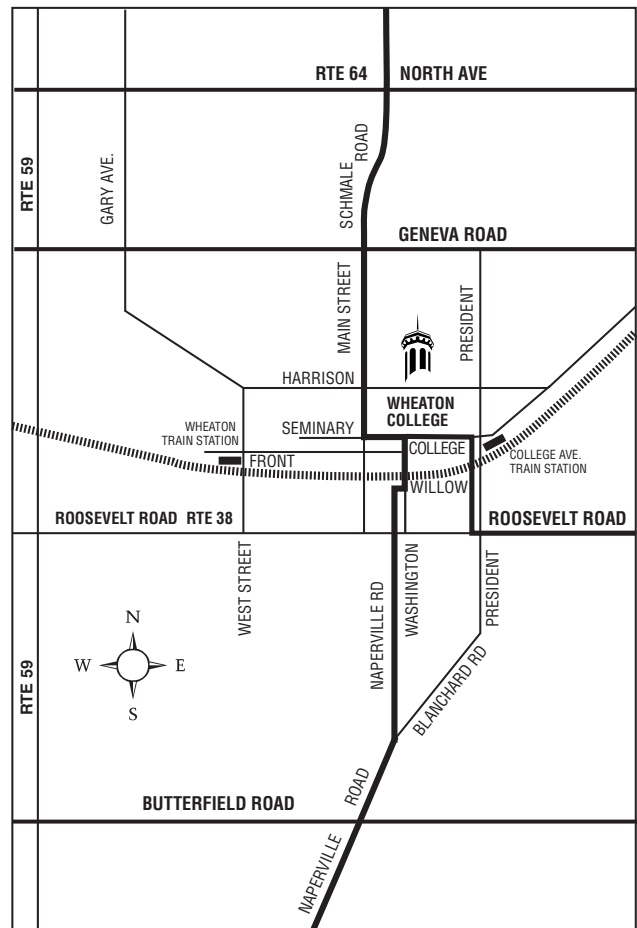 RTE 64 NORTH AVE
RTE 59
GARY AVE.
SCHMALE
ROAD
GENEVA ROAD
MAIN STREET
PRESIDENT
HARRISON
WHEATON
COLLEGE
WHEATON
TRAIN STATION
SEMINARY
COLLEGE
COLLEGE AVE.
TRAIN STATION
FRONT
WILLOW
ROOSEVELT ROAD RTE 38
ROOSEVELT ROAD
WEST STREET
NAPERVILLE RD
WASHINGTON
PRESIDENT
N
W E
S
RTE 59
BLANCHARD RD
BUTTERFIELD ROAD
NAPERVILLE ROAD